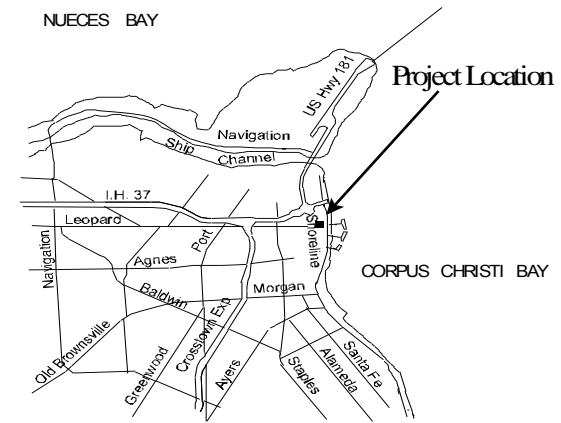 NUECES BAY
US Hwy 181
Project Location
Navigation
Ship Channel
I.H. 37
Leopard
Port
Shoreline
Navigation
Agnes
CORPUS CHRISTI BAY
Baldwin
Morgan
Old Brownsville
Greenwood
Crosstown Exp
Ayers
Staples
Alameda
Santa Fe